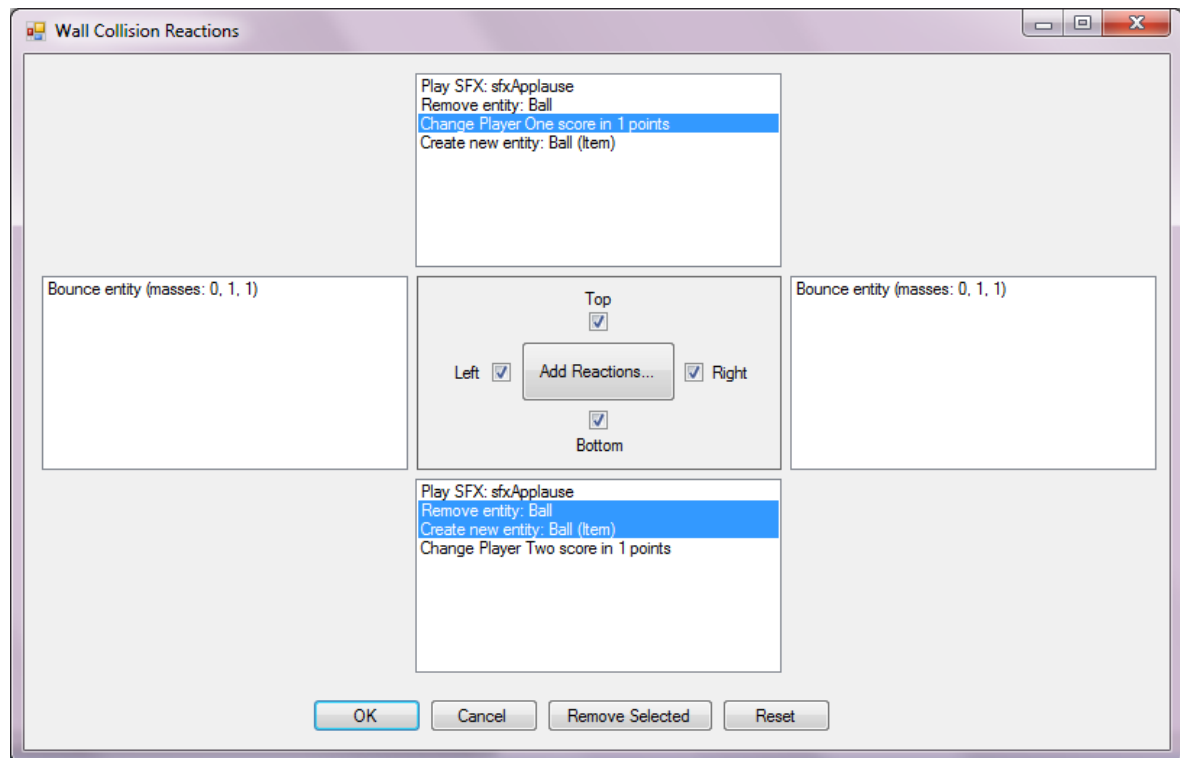 Wall Collision Reactions
Play SFX: sfxApplause
Remove entity: Ball
Change Player One score in 1 points
Create new entity: Ball (Item)
Bounce entity (masses: 0, 1, 1)
Top
Left
Add Reactions...
Right
Bottom
Bounce entity (masses: 0, 1, 1)
Play SFX: sfxApplause
Remove entity: Ball
Create new entity: Ball (Item)
Change Player Two score in 1 points
OK
Cancel
Remove Selected
Reset